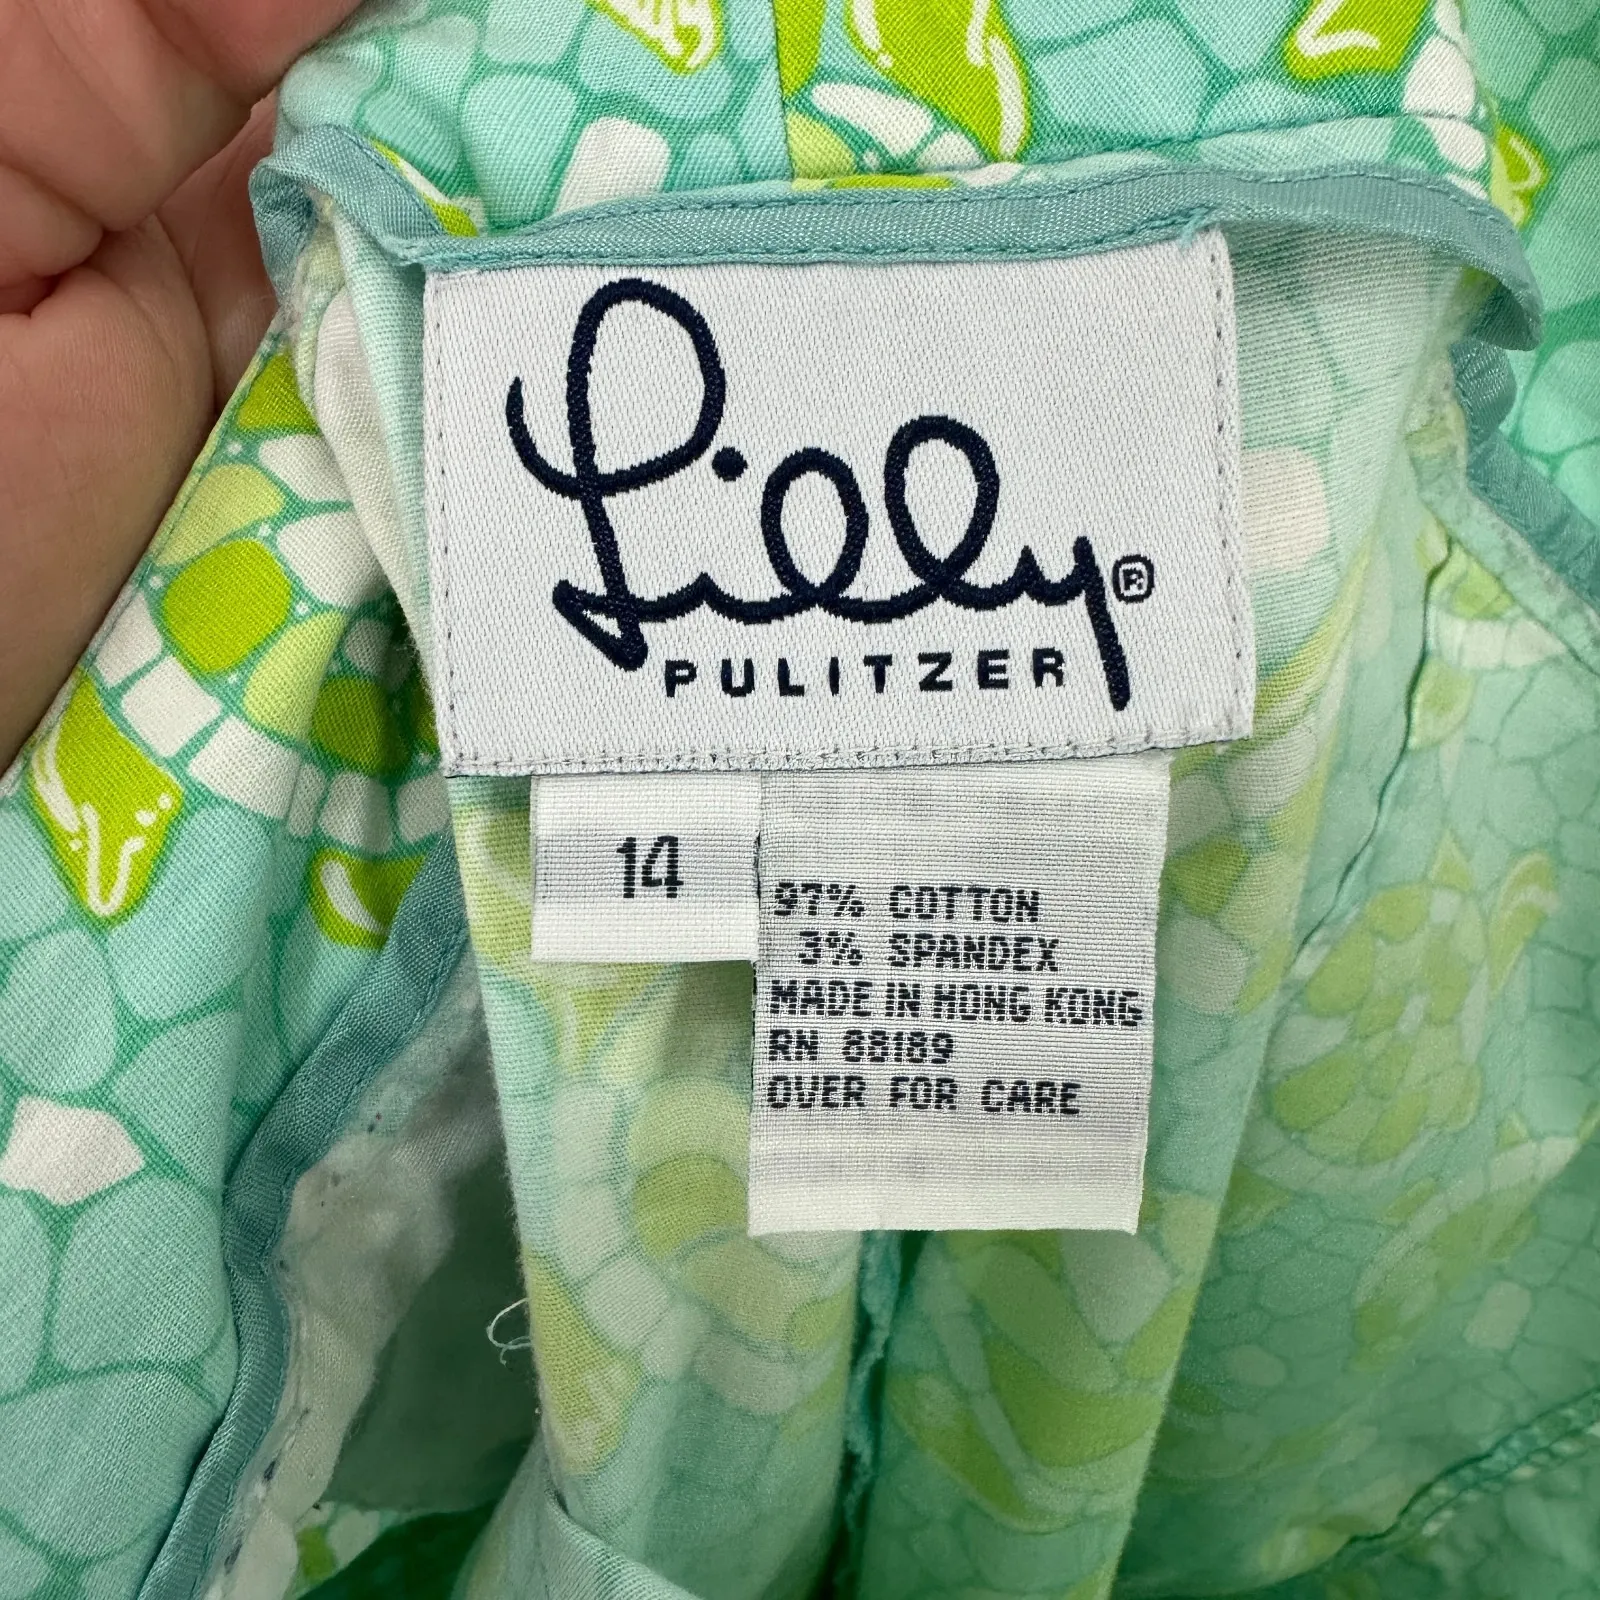 Lilly®
PULITZER
14
97% COTTON
3% SPANDEX
MADE IN HONG KONG
RN 88189
OVER FOR CARE